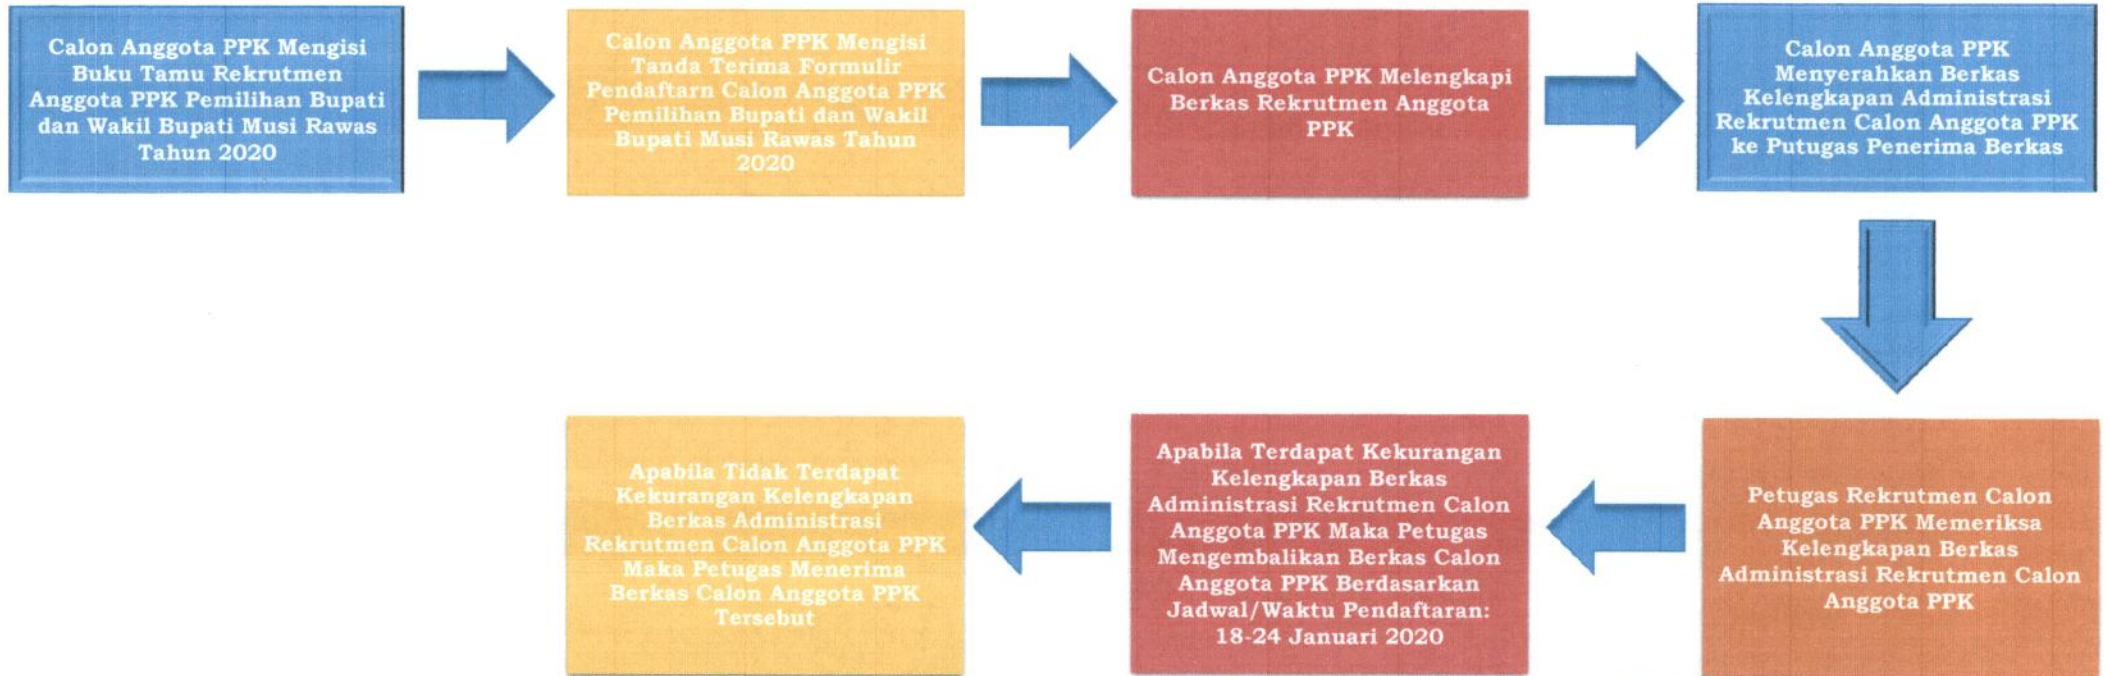 Calon Anggota PPK Mengisi
Buku Tamu Rekrutmen
Anggota PPK Pemilihan Bupati
dan Wakil Bupati Musi Rawas
Tahun 2020
Calon Anggota PPK Mengisi
Tanda Terima Formulir
Pendaftarn Calon Anggota PPK
Pemilihan Bupati dan Wakil
Bupati Musi Rawas Tahun
2020
Calon Anggota PPK Melengkapi
Berkas Rekrutmen Anggota
PPK
Calon Anggota PPK
Menyerahkan Berkas
Kelengkapan Administrasi
Rekrutmen Calon Anggota PPK
ke Putugas Penerima Berkas
Petugas Rekrutmen Calon
Anggota PPK Memeriksa
Kelengkapan Berkas
Administrasi Rekrutmen Calon
Anggota PPK
Apabila Terdapat Kekurangan
Kelengkapan Berkas
Administrasi Rekrutmen Calon
Anggota PPK Maka Petugas
Mengembalikan Berkas Calon
Anggota PPK Berdasarkan
Jadwal/Waktu Pendaftaran:
18-24 Januari 2020
Apabila Tidak Terdapat
Kekurangan Kelengkapan
Berkas Administrasi
Rekrutmen Calon Anggota PPK
Maka Petugas Menerima
Berkas Calon Anggota PPK
Tersebut